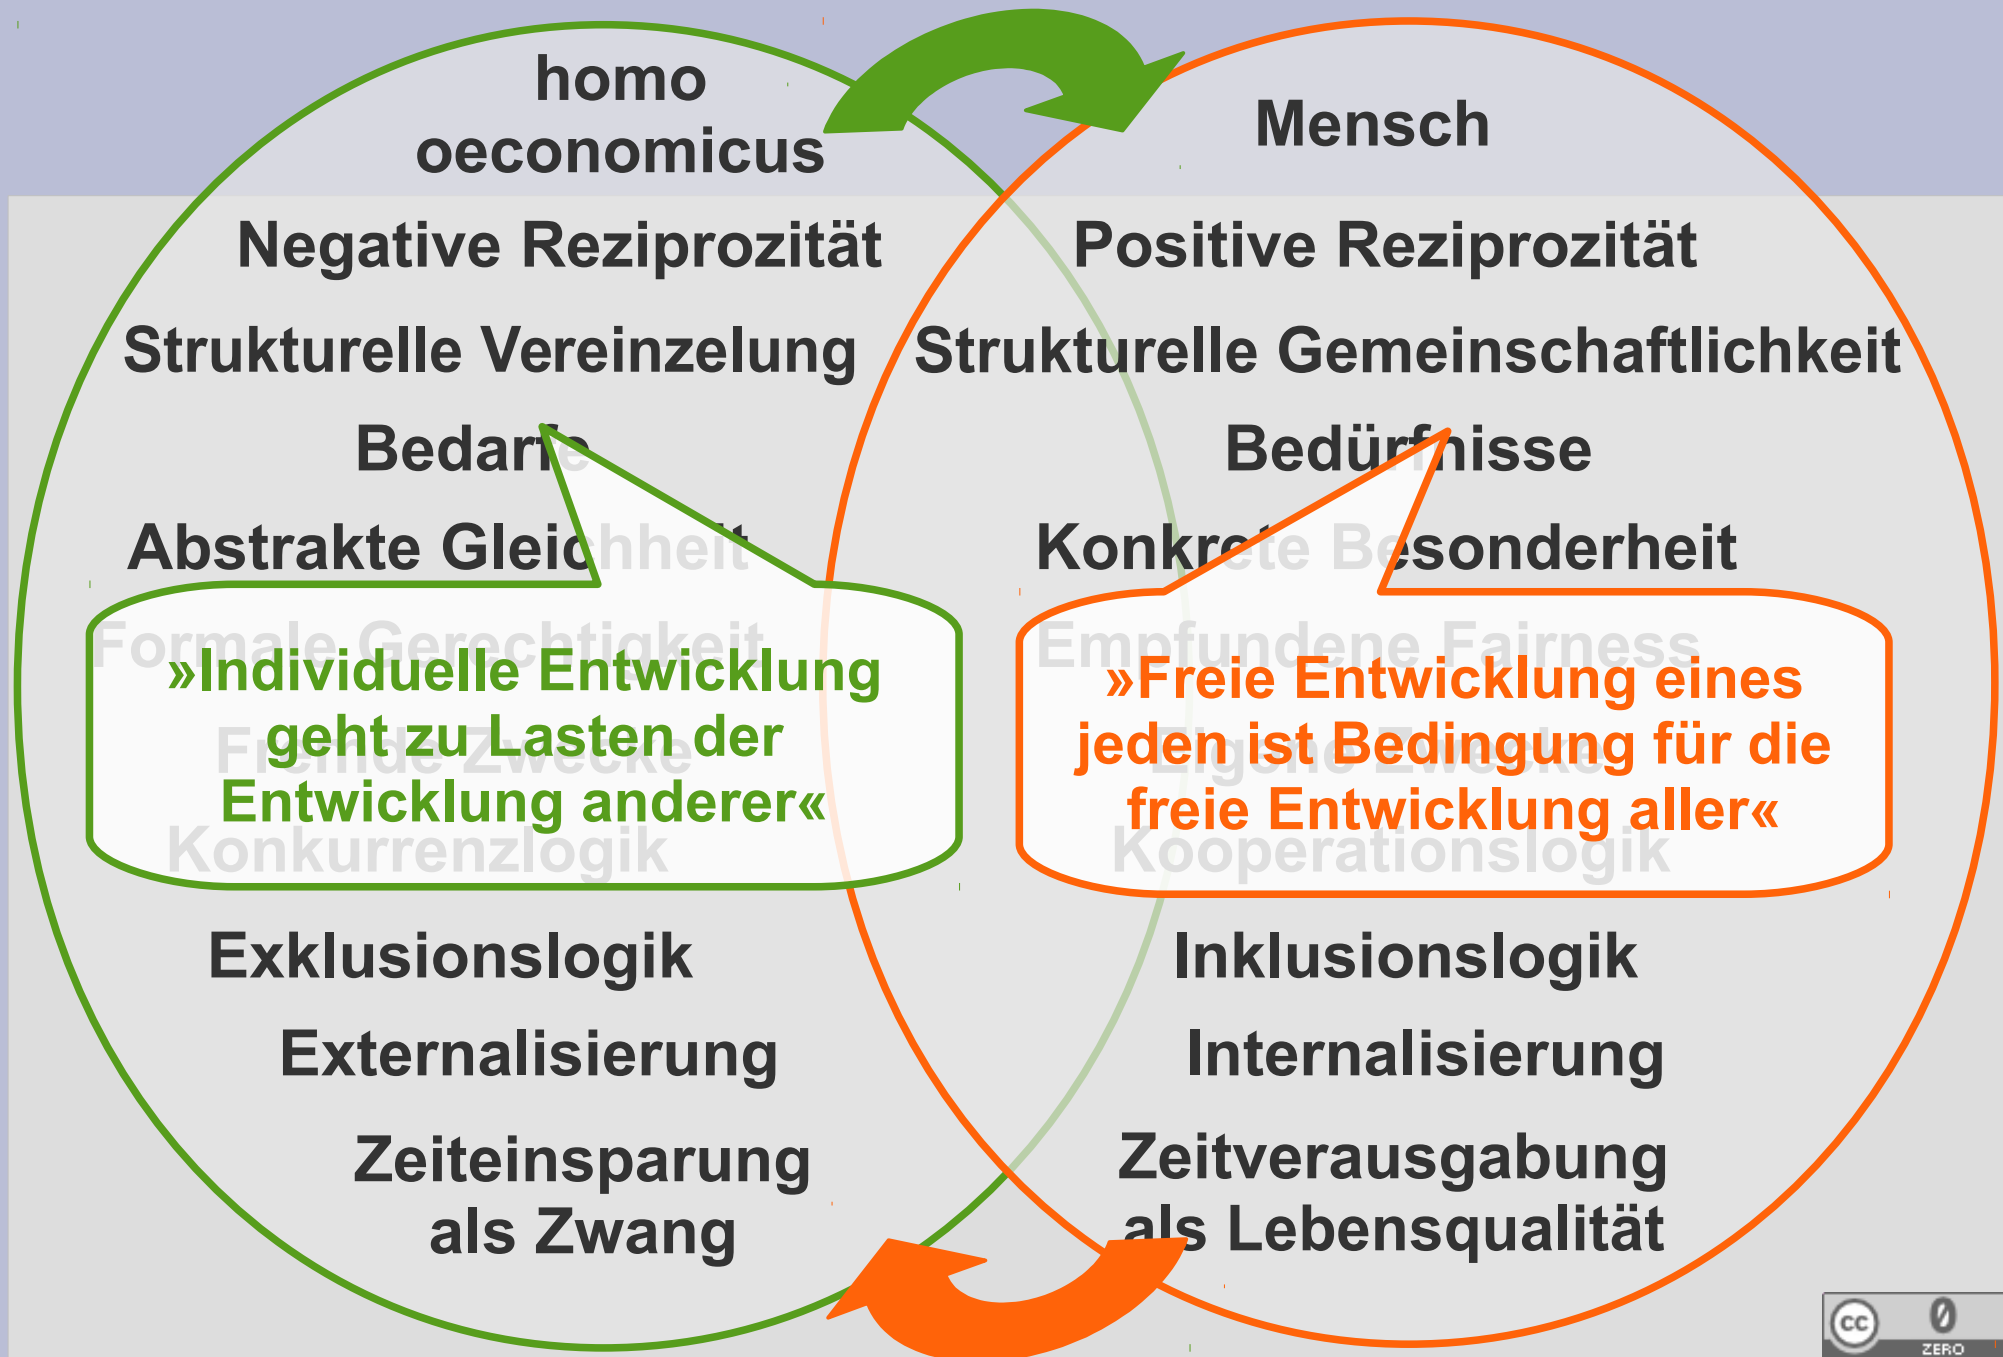 homo
oeconomicus
Negative Reziprozität
Strukturelle Vereinzelung
Bedarfe
Abstrakte Gleichheit
Formale Gerechtigkeit
Fremde Zwecke
Konkurrenzlogik
»Individuelle Entwicklung
geht zu Lasten der
Entwicklung anderer«
Exklusionslogik
Externalisierung
Zeiteinsparung
als Zwang
Mensch
Positive Reziprozität
Strukturelle Gemeinschaftlichkeit
Bedürfnisse
Konkrete Besonderheit
Empfundene Fairness
Eigene Zwecke
Kooperationslogik
»Freie Entwicklung eines
jeden ist Bedingung für die
freie Entwicklung aller«
Inklusionslogik
Internalisierung
Zeitverausgabung
als Lebensqualität
cc 0
ZERO